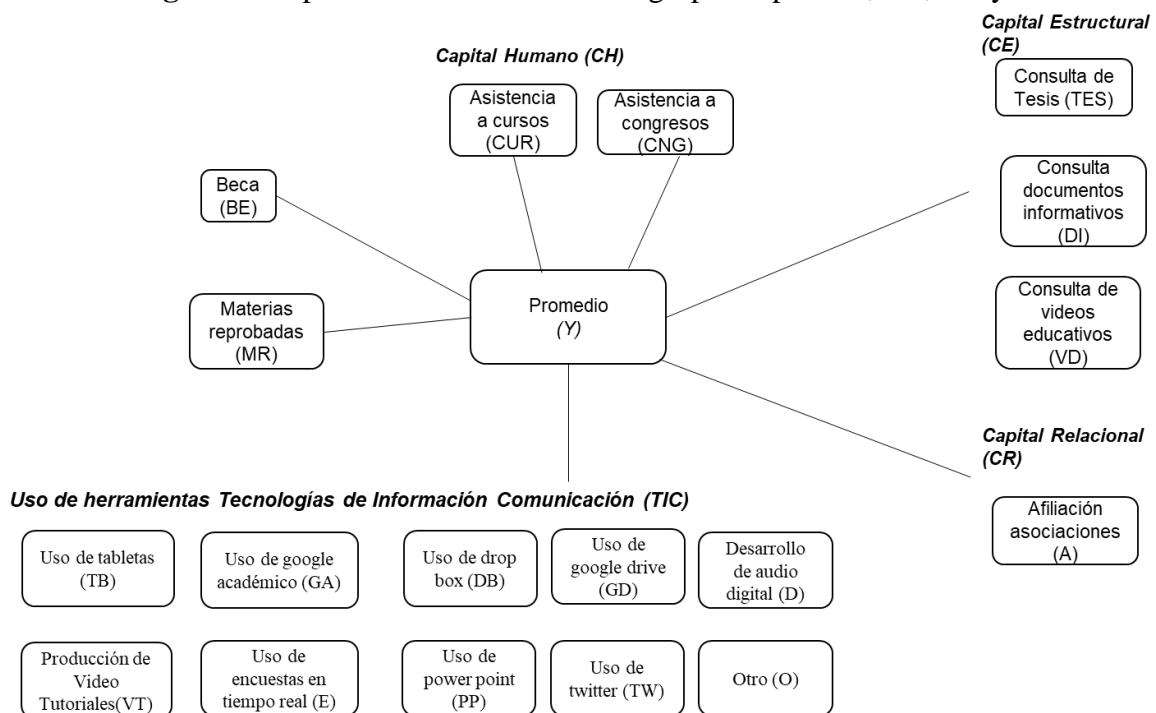 Capital Estructural
(CE)
Capital Humano (CH)
Consulta de
Tesis (TES)
Asistencia
a cursos
(CUR)
Asistencia a
congresos
(CNG)
Consulta
documentos
informativos
(DI)
Beca
(BE)
Consulta de
videos
educativos
(VD)
Materias
reprobadas
(MR)
Promedio
(Y)
Capital Relacional
(CR)
Uso de herramientas Tecnologías de Información Comunicación (TIC)
Afiliación
asociaciones
(A)
Uso de tabletas
(TB)
Uso de google
académico (GA)
Uso de drop
box (DB)
Uso de
google drive
(GD)
Desarrollo
de audio
digital (D)
Producción de
Video
Tutoriales(VT)
Uso de
encuestas en
tiempo real (E)
Uso de
power point
(PP)
Uso de
twitter (TW)
Otro (O)